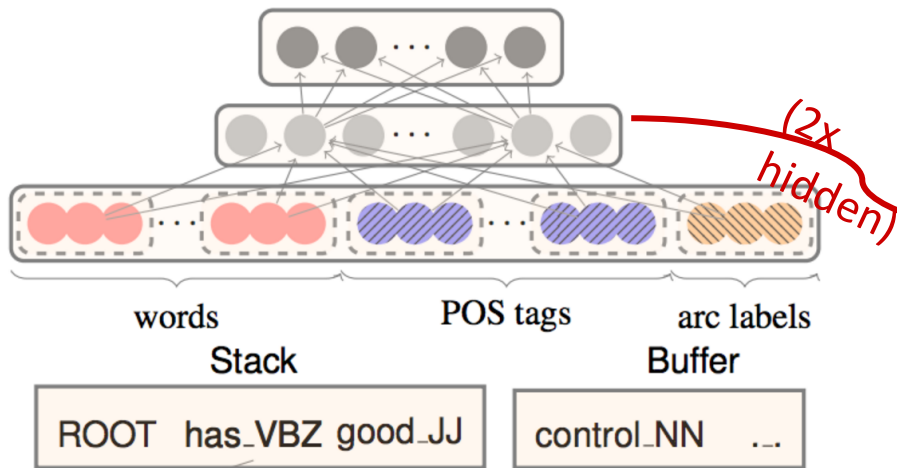 (2x
hidden)
words POS tags arc labels
Stack Buffer
ROOT has_VBZ good_JJ control_NN ._.